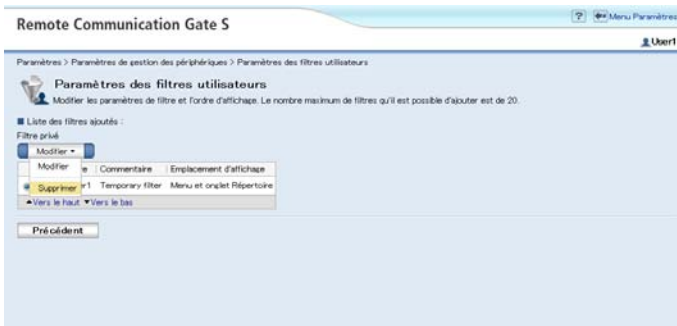 Remote Communication Gate S
? Menu Paramètres
User1
Paramètres > Paramètres de gestion des périphériques > Paramètres des filtres utilisateurs
Paramètres des filtres utilisateurs
Modifier les paramètres de filtre et l'ordre d'affichage. Le nombre maximum de filtres qu'il est possible d'ajouter est de 20.
Liste des filtres ajoutés :
Filtre privé
Modifier
Modifier e Commentaire Emplacement d'affichage
Supprimer r1 Temporary filter Menu et onglet Répertoire
Vers le haut Vers le bas
Précédent